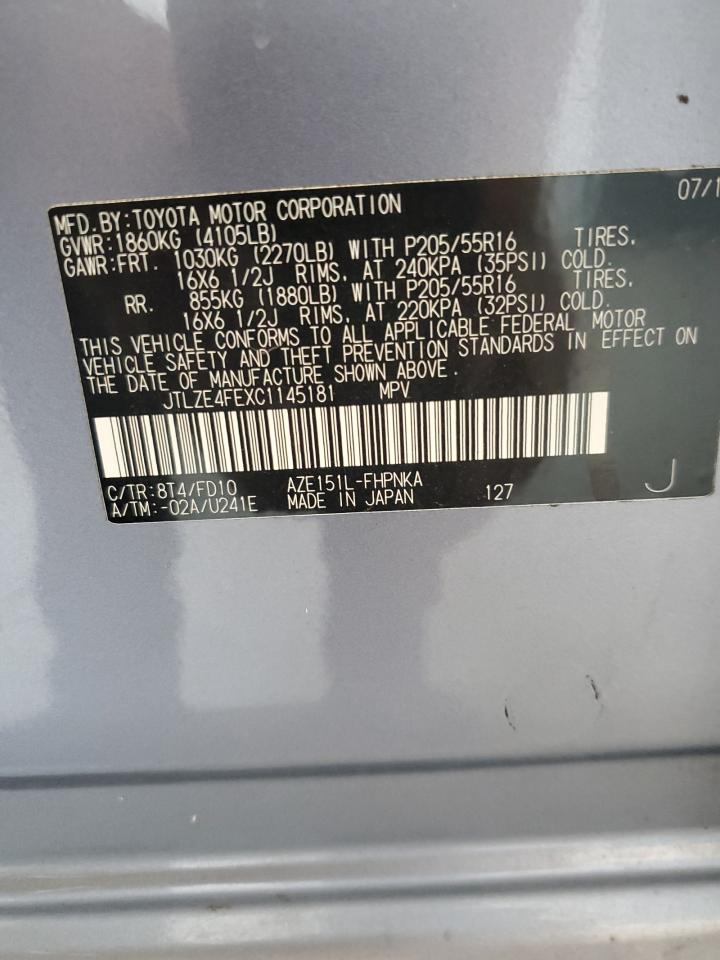 07/1
MFD.BY:TOYOTA MOTOR CORPORATION
GVWR:1860KG (4105LB)
GAWR:FRT. 1030KG (2270LB) WITH P205/55R16 TIRES,
16X6 1/2J RIMS, AT 240KPA (35PSI) COLD.
RR. 855KG (1880LB) WITH P205/55R16 TIRES,
16X6 1/2J RIMS, AT 220KPA (32PSI) COLD.
THIS VEHICLE CONFORMS TO ALL APPLICABLE FEDERAL MOTOR
VEHICLE SAFETY AND THEFT PREVENTION STANDARDS IN EFFECT ON
THE DATE OF MANUFACTURE SHOWN ABOVE.
JTLZE4FEXC1145181 MPV
C/TR:8T4/FD10 AZE151L-FHPNKA
A/TM:-02A/U241E MADE IN JAPAN 127 J